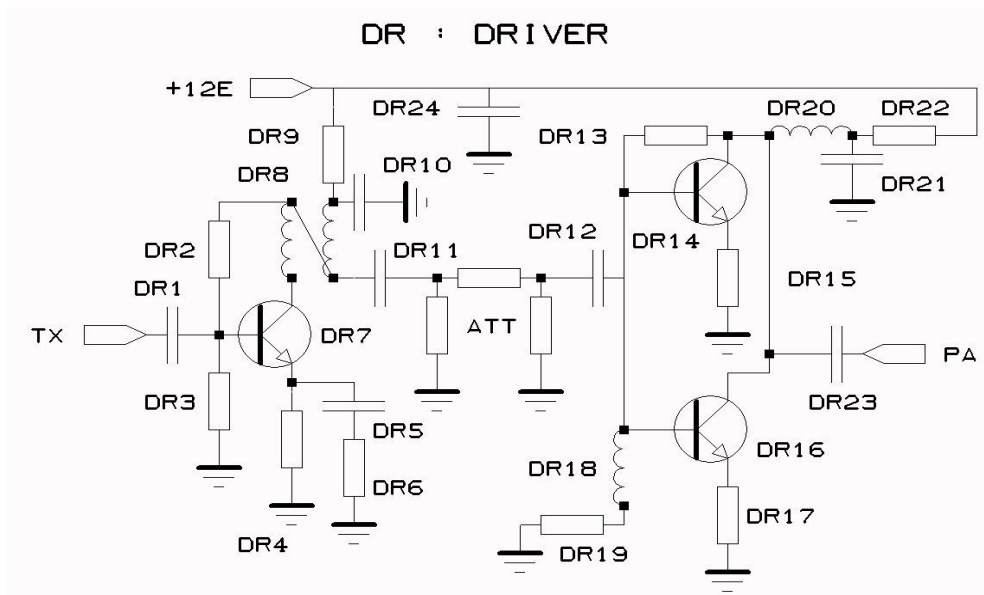 DR : DRIVER
+12E
DR24
DR20
DR22
DR9
DR13
DR8
DR10
DR21
DR2
DR11
DR12
DR14
DR1
DR15
TX
DR7
ATT
PA
DR3
DR23
DR5
DR16
DR18
DR6
DR17
DR4
DR19